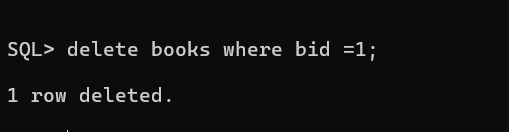 SQL> delete books where bid =1;
1 row deleted.